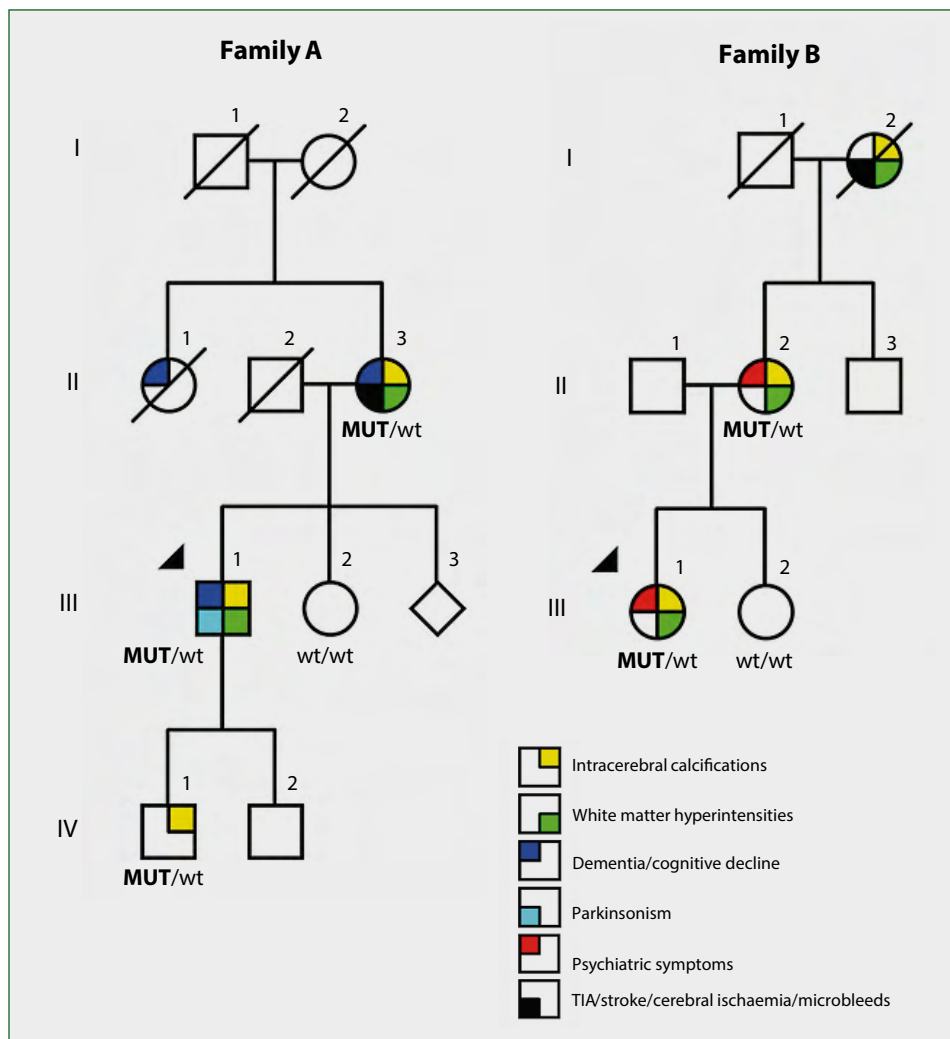 Family A
Family B
1 2
1 2
I
I
1 2 3
1 2 3
II
II
MUT/wt
MUT/wt
1 2 3
1 2
III
III
MUT/wt wt/wt
MUT/wt wt/wt
1 2
IV
MUT/wt
Intracerebral calcifications
White matter hyperintensities
Dementia/cognitive decline
Parkinsonism
Psychiatric symptoms
TIA/stroke/cerebral ischaemia/microbleeds